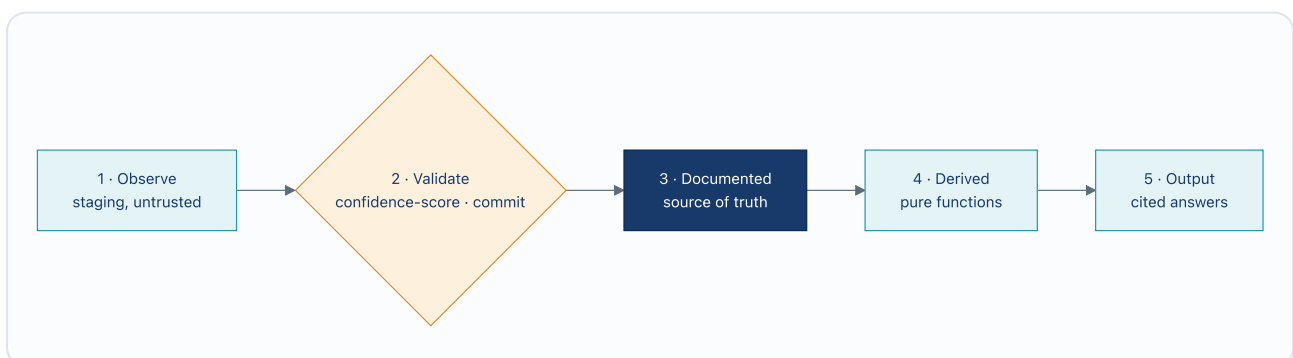 1 · Observe
staging, untrusted
2 · Validate
confidence-score · commit
3 · Documented
source of truth
4 · Derived
pure functions
5 · Output
cited answers